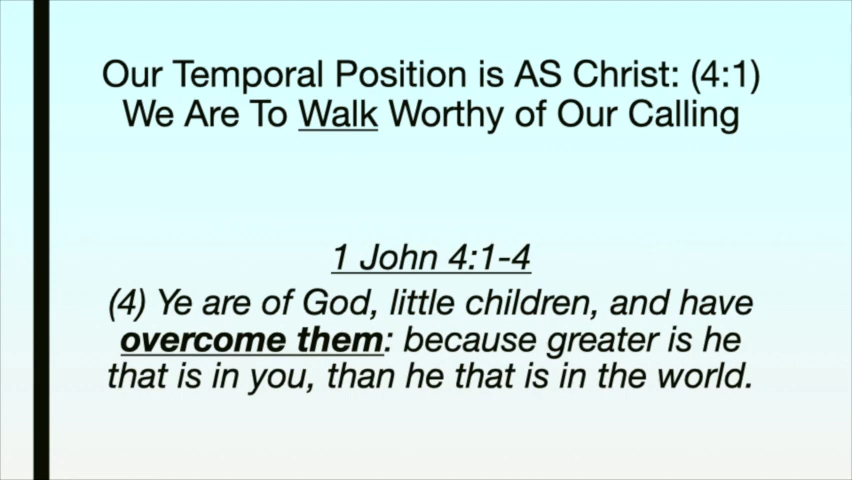 Our Temporal Position is AS Christ: (4:1)
We Are To Walk Worthy of Our Calling
1 John 4:1-4
(4) Ye are of God, little children, and have
overcome them: because greater is he
that is in you, than he that is in the world.